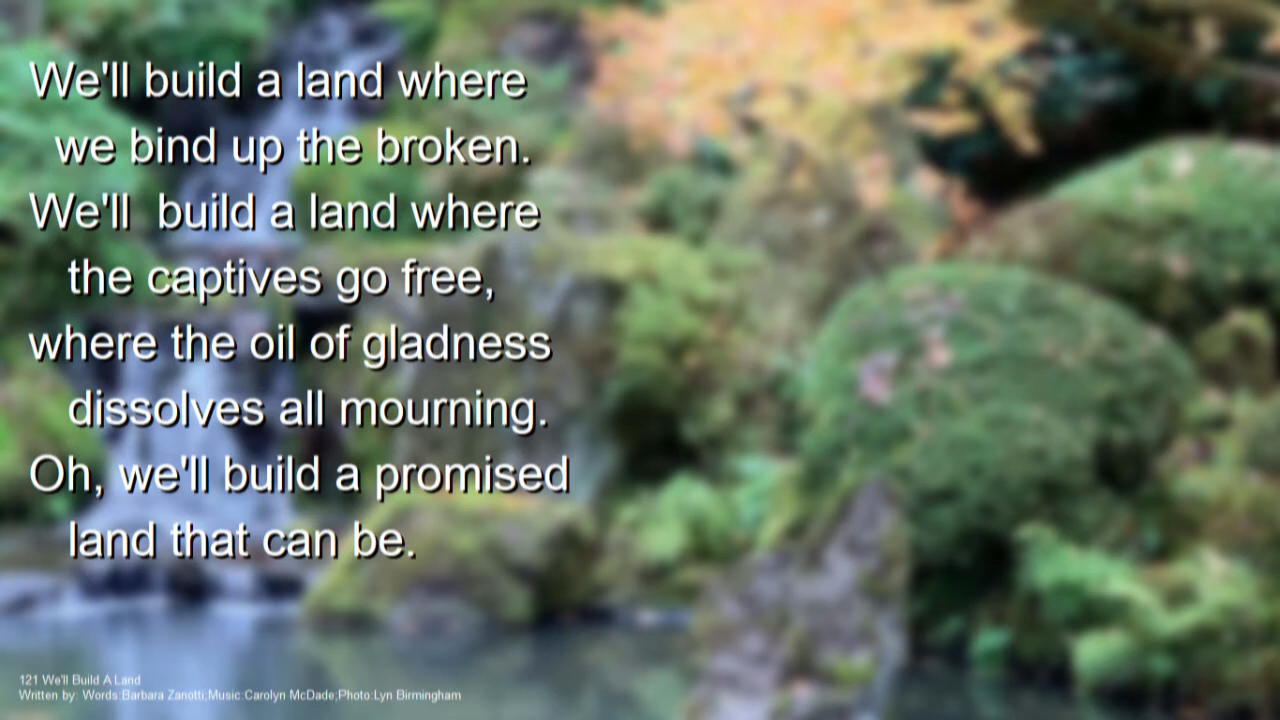 We'll build a land where
we bind up the broken.
We'll  build a land where
the captives go free,
where the oil of gladness
dissolves all mourning.
Oh, we'll build a promised
land that can be.
121 We'll Build A Land
Written by: Words:Barbara Zanotti;Music:Carolyn McDade;Photo:Lyn Birmingham